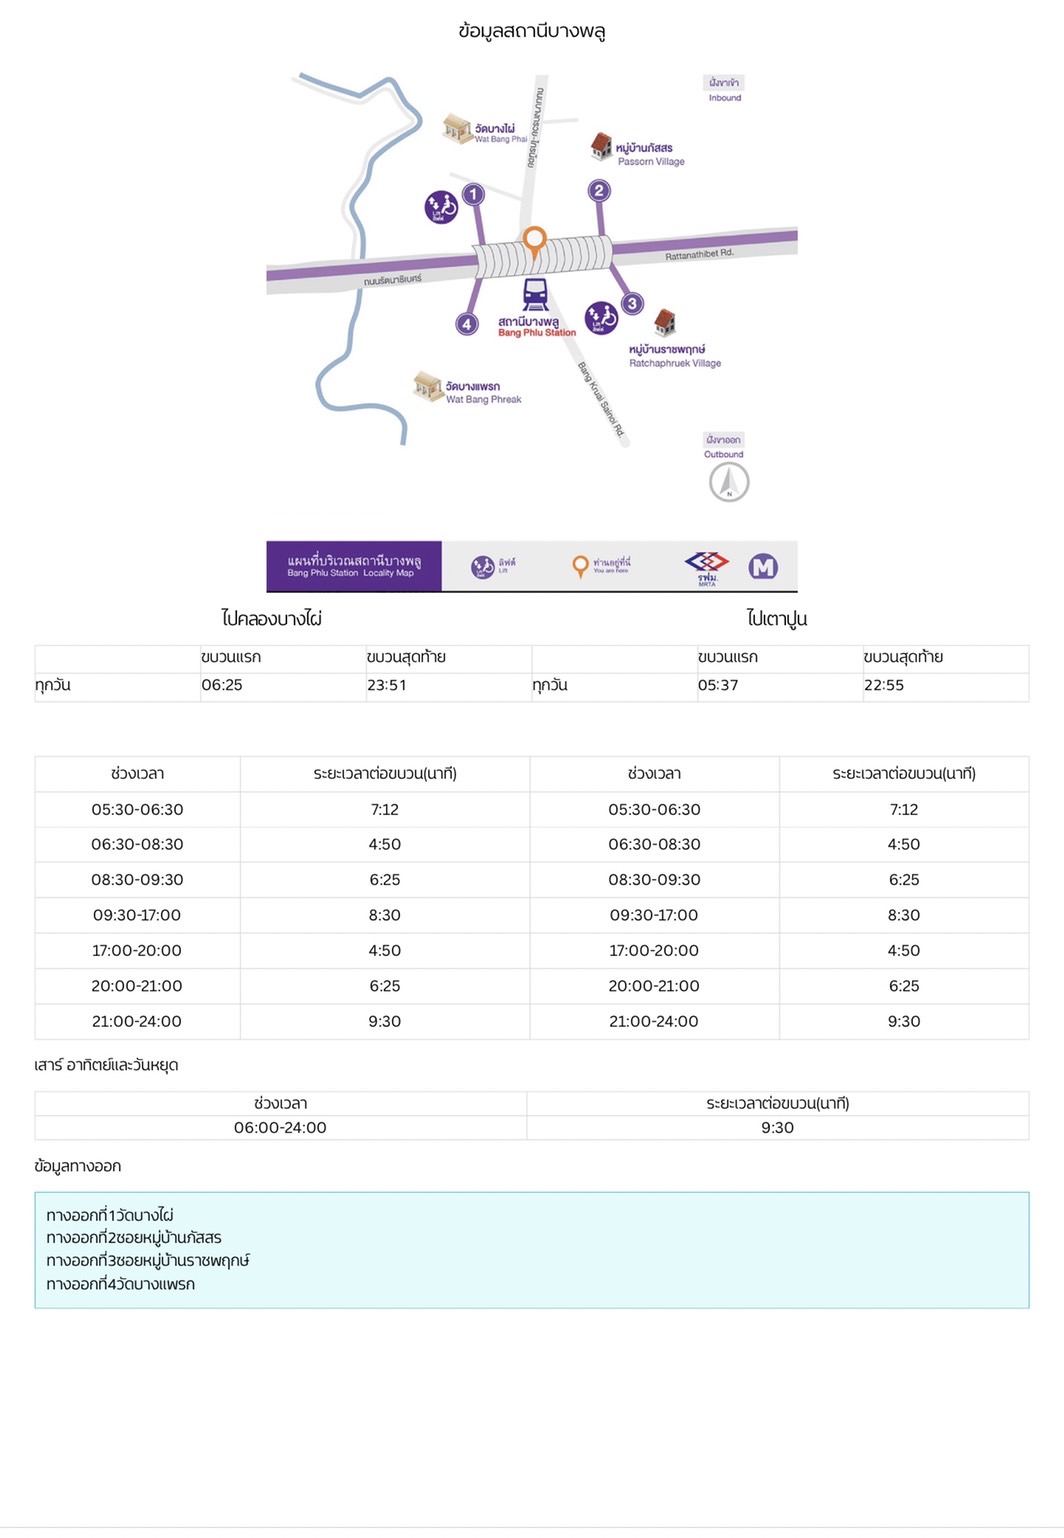 ข้อมูลสถานีบางพลู
ฝั่งขาเข้า
Inbound
ถนนบางกรวย-ไทรน้อย
วัดบางไผ่
Wat Bang Phai
หมู่บ้านภัสสร
Passorn Village
1
2
Lift
ลิฟต์
Rattanathibet Rd.
ถนนรัตนาธิเบศร์
3
4
Lift
ลิฟต์
สถานีบางพลู
Bang Phlu Station
หมู่บ้านราชพฤกษ์
Ratchaphruek Village
Bang Kruai Sainoi Rd.
วัดบางแพรก
Wat Bang Phreak
ฝั่งขาออก
Outbound
N
แผนที่บริเวณสถานีบางพลู
Bang Phlu Station Locality Map
Lift
ลิฟต์
ลิฟต์
Lift
ท่านอยู่ที่นี่
You are here
รฟม.
MRTA
M
ไปคลองบางไผ่ ไปเตาปูน
ขบวนแรก ขบวนสุดท้าย ขบวนแรก ขบวนสุดท้าย
ทุกวัน 06:25 23:51 ทุกวัน 05:37 22:55
ช่วงเวลา ระยะเวลาต่อขบวน(นาที) ช่วงเวลา ระยะเวลาต่อขบวน(นาที)
05:30-06:30 7:12 05:30-06:30 7:12
06:30-08:30 4:50 06:30-08:30 4:50
08:30-09:30 6:25 08:30-09:30 6:25
09:30-17:00 8:30 09:30-17:00 8:30
17:00-20:00 4:50 17:00-20:00 4:50
20:00-21:00 6:25 20:00-21:00 6:25
21:00-24:00 9:30 21:00-24:00 9:30
เสาร์ อาทิตย์และวันหยุด
ช่วงเวลา ระยะเวลาต่อขบวน(นาที)
06:00-24:00 9:30
ข้อมูลทางออก
ทางออกที่1วัดบางไผ่
ทางออกที่2ซอยหมู่บ้านภัสสร
ทางออกที่3ซอยหมู่บ้านราชพฤกษ์
ทางออกที่4วัดบางแพรก